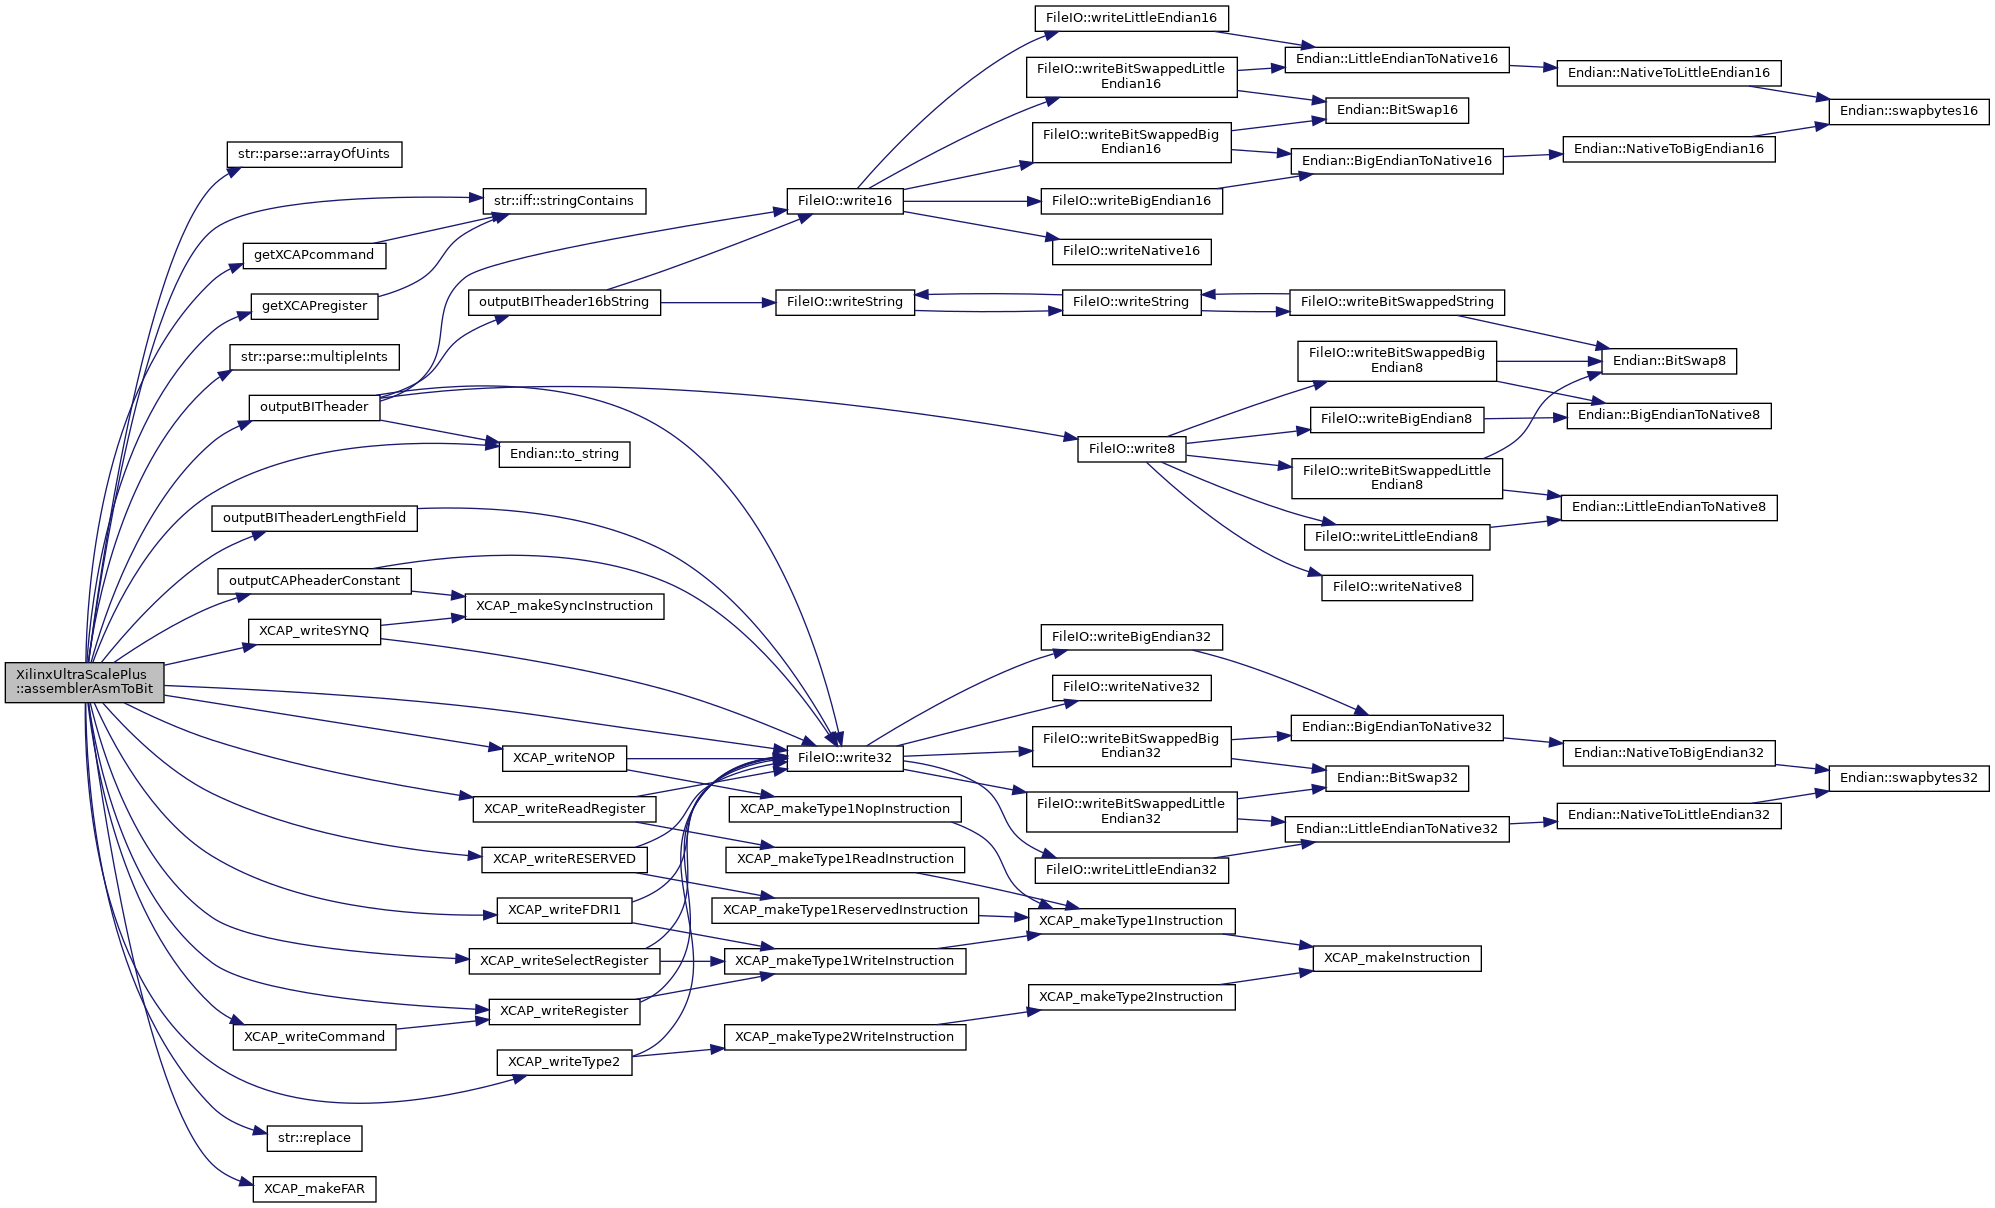 XilinxUltraScalePlus
::assemblerAsmToBit
str::parse::arrayOfUints
getXCAPcommand
getXCAPregister
str::parse::multipleInts
outputBITheader
outputBITheaderLengthField
outputCAPheaderConstant
XCAP_writeSYNQ
XCAP_writeCommand
str::replace
XCAP_makeFAR
str::iff::stringContains
outputBITheader16bString
Endian::to_string
XCAP_makeSyncInstruction
XCAP_writeNOP
XCAP_writeReadRegister
XCAP_writeRESERVED
XCAP_writeFDRI1
XCAP_writeSelectRegister
XCAP_writeRegister
XCAP_writeType2
FileIO::write16
FileIO::writeString
FileIO::write32
XCAP_makeType1NopInstruction
XCAP_makeType1ReadInstruction
XCAP_makeType1ReservedInstruction
XCAP_makeType1WriteInstruction
XCAP_makeType2WriteInstruction
FileIO::writeLittleEndian16
FileIO::writeBitSwappedLittle
Endian16
FileIO::writeBitSwappedBig
Endian16
FileIO::writeBigEndian16
FileIO::writeNative16
FileIO::writeString
FileIO::write8
FileIO::writeBigEndian32
FileIO::writeNative32
FileIO::writeBitSwappedBig
Endian32
FileIO::writeBitSwappedLittle
Endian32
FileIO::writeLittleEndian32
XCAP_makeType1Instruction
XCAP_makeType2Instruction
Endian::LittleEndianToNative16
Endian::BitSwap16
Endian::BigEndianToNative16
FileIO::writeBitSwappedString
FileIO::writeBitSwappedBig
Endian8
FileIO::writeBigEndian8
FileIO::writeBitSwappedLittle
Endian8
FileIO::writeLittleEndian8
FileIO::writeNative8
Endian::BigEndianToNative32
Endian::BitSwap32
Endian::LittleEndianToNative32
XCAP_makeInstruction
Endian::NativeToLittleEndian16
Endian::NativeToBigEndian16
Endian::BitSwap8
Endian::BigEndianToNative8
Endian::LittleEndianToNative8
Endian::NativeToBigEndian32
Endian::NativeToLittleEndian32
Endian::swapbytes16
Endian::swapbytes32